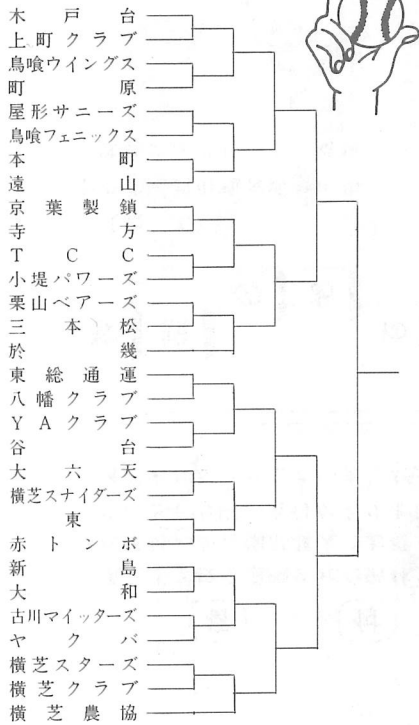 木戸台
上町クラブ
鳥喰ウイングス
町原
屋形サニーズ
鳥喰フェニックス
本町
遠山
京葉製鎖
寺方
TCC
小堤パワーズ
栗山ベアーズ
三本松
於幾
東総通運
八幡クラブ
YAクラブ
谷台
大六天
横芝スナイダーズ
東
赤トンボ
新島
大和
古川マイッターズ
ヤクバ
横芝スターズ
横芝クラブ
横芝農協